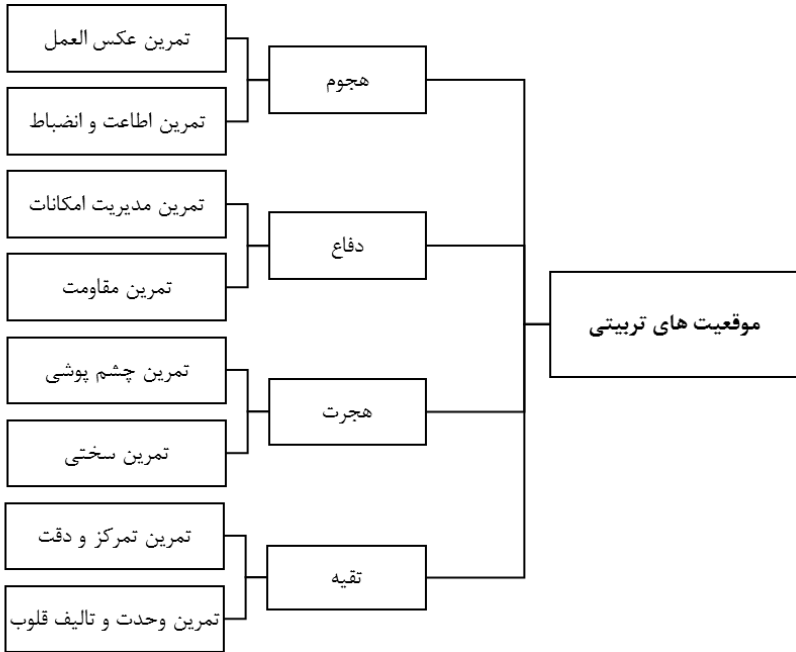 موقعیت های تربیتی
هجوم
تمرین عکس العمل
تمرین اطاعت و انضباط
دفاع
تمرین مدیریت امکانات
تمرین مقاومت
هجرت
تمرین چشم پوشی
تمرین سختی
تقیه
تمرین تمرکز و دقت
تمرین وحدت و تالیف قلوب